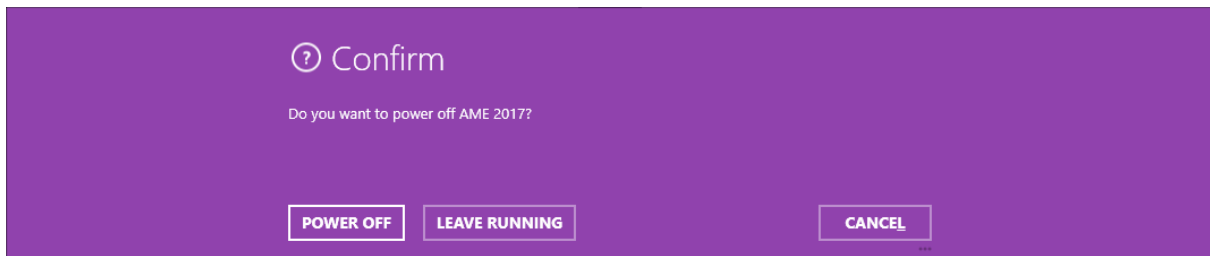 Confirm
Do you want to power off AME 2017?
POWER OFF LEAVE RUNNING CANCEL